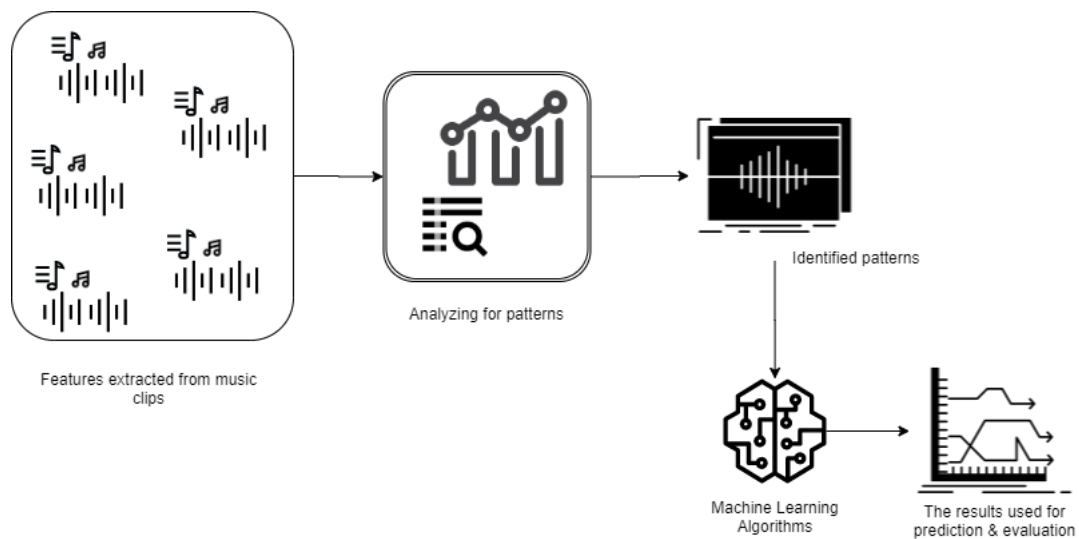 Features extracted from music
clips
Analyzing for patterns
Identified patterns
Machine Learning
Algorithms
The results used for
prediction & evaluation